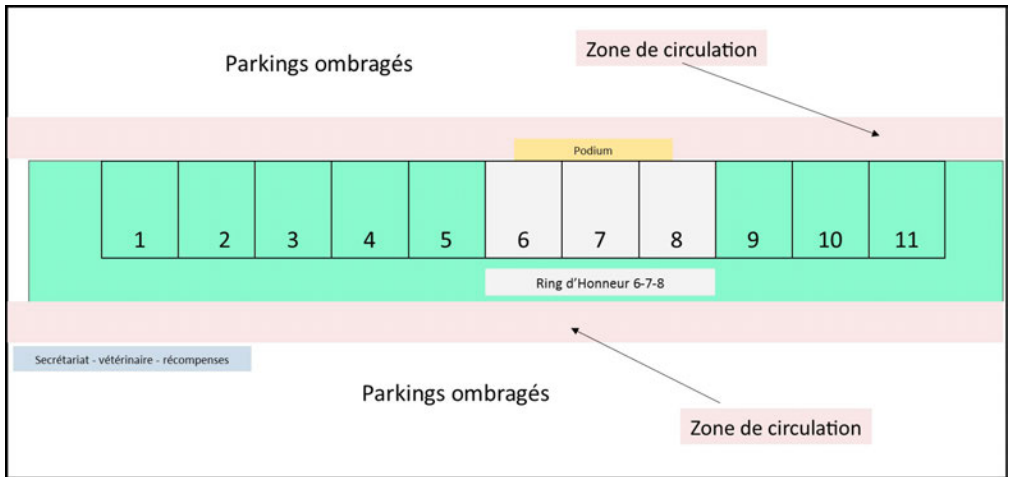 Zone de circulation
Parkings ombragés
Podium
1 2 3 4 5 6 7 8 9 10 11
Ring d'Honneur 6-7-8
Secrétariat - vétérinaire - récompenses
Parkings ombragés
Zone de circulation